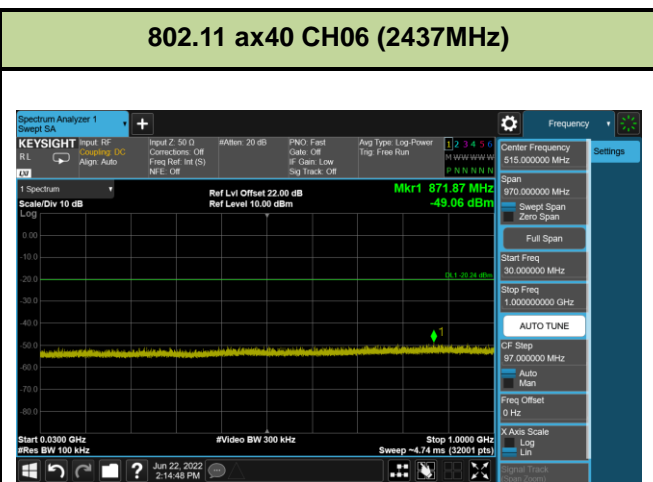 802.11 ax40 CH06 (2437MHz)
Spectrum Analyzer 1
Swept SA
Frequency
KEYSIGHT
RL
LXI
Input: RF
Coupling: DC
Align: Auto
Input Z: 50 Ω
Corrections: Off
Freq Ref: Int (S)
NFE: Off
#Atten: 20 dB
PNO: Fast
Gate: Off
IF Gain: Low
Sig Track: Off
Avg Type: Log-Power
Trig: Free Run
1 2 3 4 5 6
M W W W W W
P N N N N N
Center Frequency
515.000000 MHz
Settings
1 Spectrum
Scale/Div 10 dB
Log
Ref Lvl Offset 22.00 dB
Ref Level 10.00 dBm
Mkr1 871.87 MHz
-49.06 dBm
Span
970.000000 MHz
Swept Span
Zero Span
Full Span
Start Freq
30.000000 MHz
Stop Freq
1.000000000 GHz
AUTO TUNE
CF Step
97.000000 MHz
Auto
Man
Freq Offset
0 Hz
X Axis Scale
Log
Lin
Signal Track
(Span Zoom)
0.00
-10.0
-20.0
DL1 -20.24 dBm
-30.0
-40.0
1
-50.0
-60.0
-70.0
-80.0
Start 0.0300 GHz
#Res BW 100 kHz
#Video BW 300 kHz
Stop 1.0000 GHz
Sweep ~4.74 ms (32001 pts)
?
Jun 22, 2022
2:14:48 PM